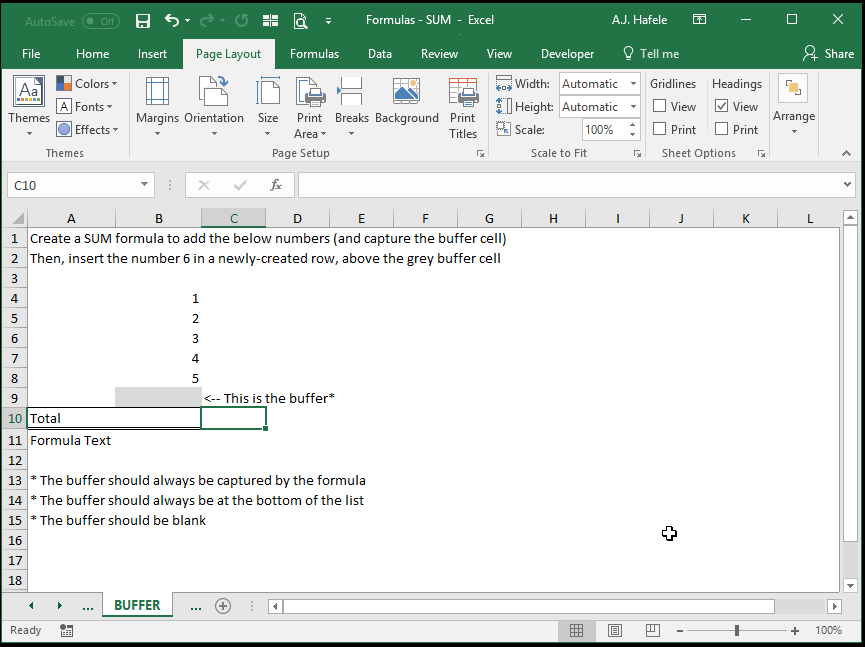 AutoSave Off Formulas - SUM - Excel A.J. Hafele
File Home Insert Page Layout Formulas Data Review View Developer Tell me Share
Themes Colors Fonts Effects
Themes
Margins Orientation Size Print Area Breaks Background Print Titles
Page Setup
Width: Automatic
Height: Automatic
Scale: 100%
Scale to Fit
Gridlines Headings
View View
Print Print
Sheet Options
Arrange
C10 fx
A B C D E F G H I J K L
1 Create a SUM formula to add the below numbers (and capture the buffer cell)
2 Then, insert the number 6 in a newly-created row, above the grey buffer cell
3
4 1
5 2
6 3
7 4
8 5
9 <-- This is the buffer*
10 Total
11 Formula Text
12
13 * The buffer should always be captured by the formula
14 * The buffer should always be at the bottom of the list
15 * The buffer should be blank
16
17
18
... BUFFER ...
Ready 100%